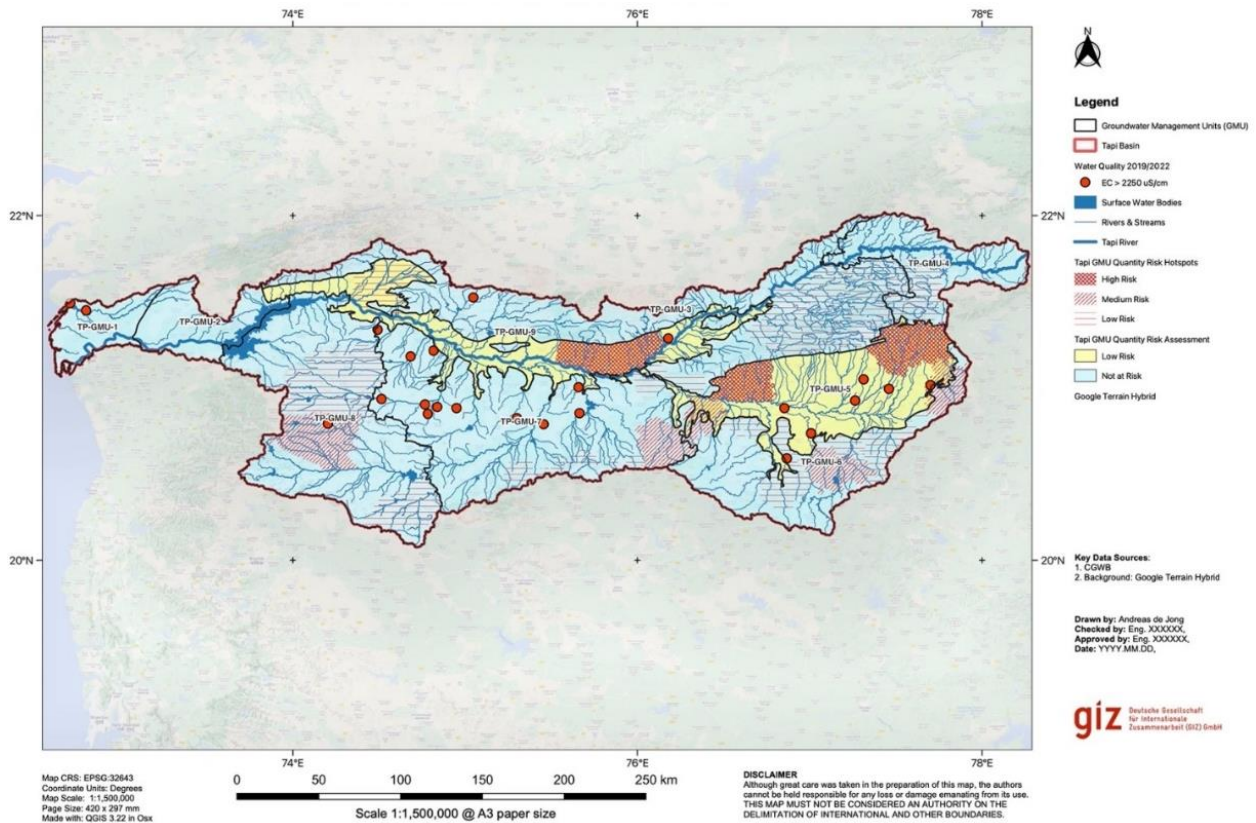 74°E
76°E
78°E
22°N
22°N
20°N
20°N
74°E
76°E
78°E
TP-GMU-1
TP-GMU-2
TP-GMU-3
TP-GMU-4
TP-GMU-9
TP-GMU-5
TP-GMU-8
TP-GMU-7
TP-GMU-6
N
Legend
Groundwater Management Units (GMU)
Tapi Basin
Water Quality 2019/2022
EC > 2250 uS/cm
Surface Water Bodies
Rivers & Streams
Tapi River
Tapi GMU Quantity Risk Hotspots
High Risk
Medium Risk
Low Risk
Tapi GMU Quantity Risk Assessment
Low Risk
Not at Risk
Google Terrain Hybrid
Key Data Sources:
1. CGWB
2. Background: Google Terrain Hybrid
Drawn by: Andreas de Jong
Checked by: Eng. XXXXXX,
Approved by: Eng. XXXXXX,
Date: YYYY.MM.DD,
giz
Deutsche Gesellschaft
für Internationale
Zusammenarbeit (GIZ) GmbH
Map CRS: EPSG:32643
Coordinate Units: Degrees
Map Scale: 1:1,500,000
Page Size: 420 x 297 mm
Made with: QGIS 3.22 in Osx
0 50 100 150 200 250 km
Scale 1:1,500,000 @ A3 paper size
DISCLAIMER
Although great care was taken in the preparation of this map, the authors
cannot be held responsible for any loss or damage emanating from its use.
THIS MAP MUST NOT BE CONSIDERED AN AUTHORITY ON THE
DELIMITATION OF INTERNATIONAL AND OTHER BOUNDARIES.